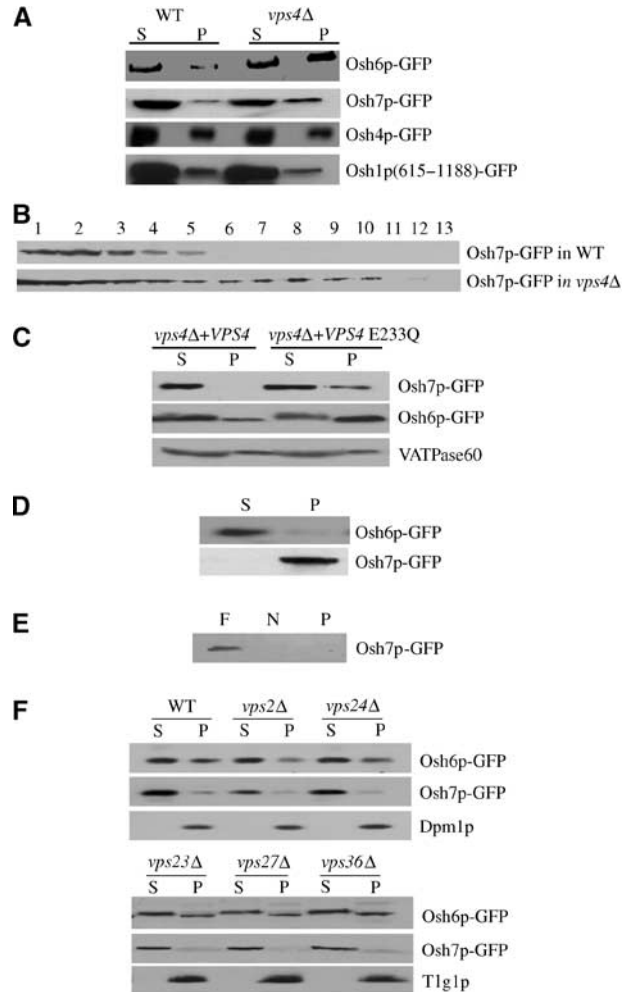 A
WT vps4Δ
S P S P
Osh6p-GFP
Osh7p-GFP
Osh4p-GFP
Osh1p(615–1188)-GFP
B
1 2 3 4 5 6 7 8 9 10 11 12 13
Osh7p-GFP in WT
Osh7p-GFP in vps4Δ
C
vps4Δ+VPS4 vps4Δ+VPS4 E233Q
S P S P
Osh7p-GFP
Osh6p-GFP
VATPase60
D
S P
Osh6p-GFP
Osh7p-GFP
E
F N P
Osh7p-GFP
F
WT vps2Δ vps24Δ
S P S P S P
Osh6p-GFP
Osh7p-GFP
Dpm1p
vps23Δ vps27Δ vps36Δ
S P S P S P
Osh6p-GFP
Osh7p-GFP
T1g1p